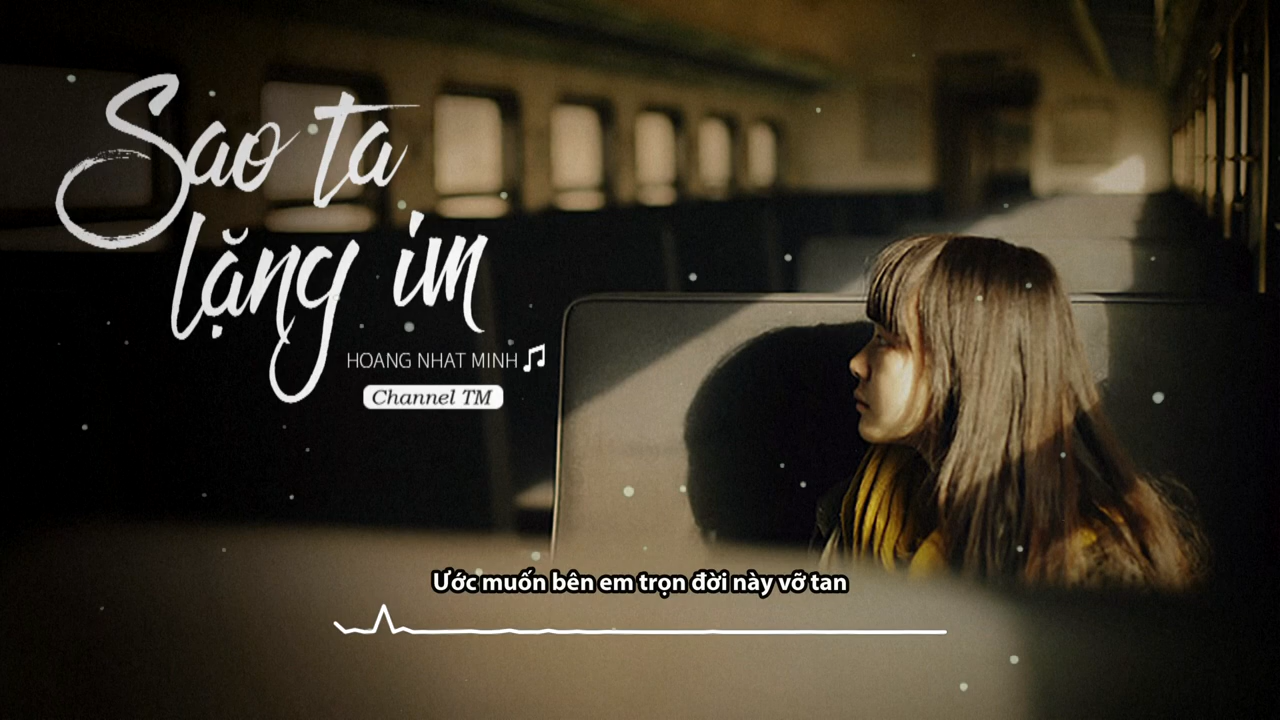 Sao ta
lặng im
HOANG NHAT MINH
Channel TM
Ước muốn bên em trọn đời này vỡ tan